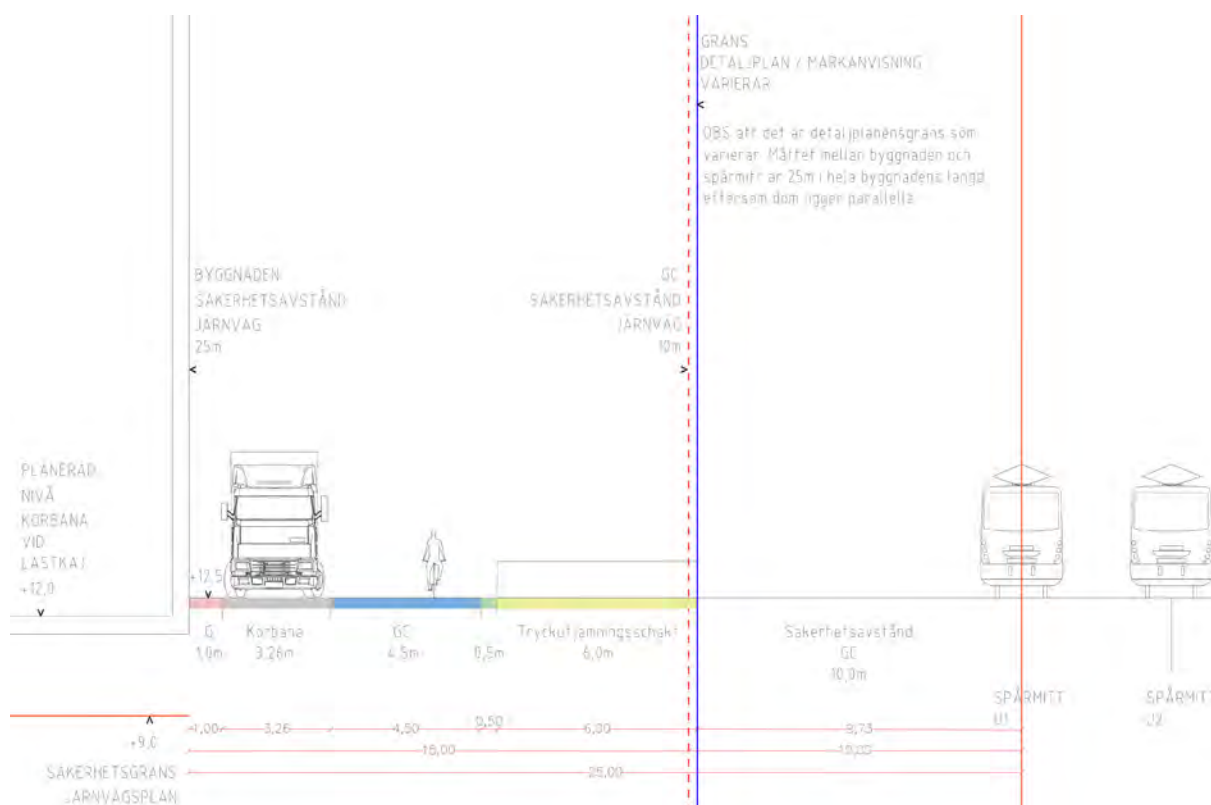 GRANS
DETALJPLAN / MARKANVISNING
VARIERAR
OBS att det är detaljplanensgräns som
varierar. Måttet mellan byggnaden och
spårmitt är 25m i hela byggnadens längd
eftersom dom ligger parallella
BYGGNADEN
SÄKERHETSAVSTÅND
JÄRNVÄG
25m
GC
SÄKERHETSAVSTÅND
JÄRNVÄG
10m
PLANERAD
NIVÅ
KÖRBANA
VID
LASTKAJ
+12,0
+12,5
G
1,0m
Körbana
3,26m
GC
4,5m
0,5m
Tryckutjämningsschakt
6,0m
Säkerhetsavstånd
GC
10,0m
SPÅRMITT
U1
SPÅRMITT
U2
+9,0
SÄKERHETSGRÄNS
JÄRNVÄGSPLAN
1,00
3,26
4,50
0,50
6,00
9,73
15,00
25,00